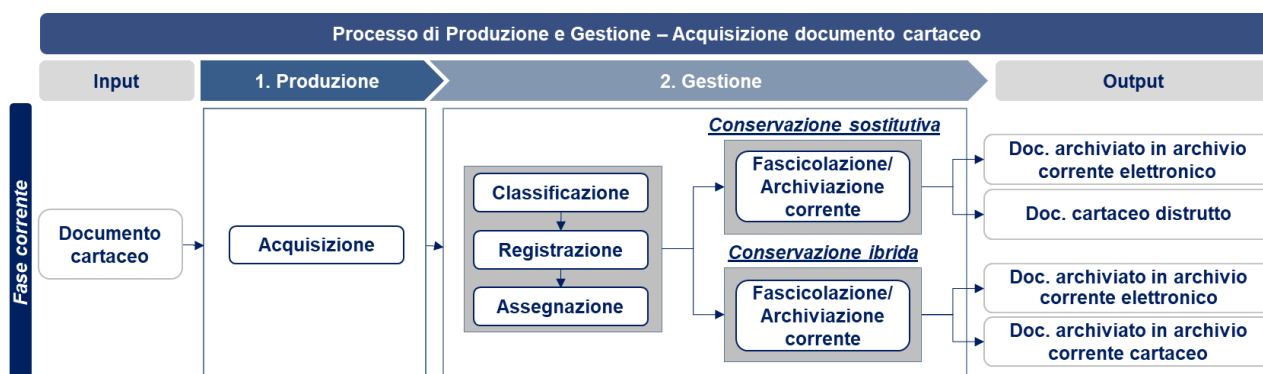 Processo di Produzione e Gestione – Acquisizione documento cartaceo
Input
1. Produzione
2. Gestione
Output
Fase corrente
Documento
cartaceo
Acquisizione
Classificazione
Registrazione
Assegnazione
Conservazione sostitutiva
Fascicolazione/
Archiviazione
corrente
Conservazione ibrida
Fascicolazione/
Archiviazione
corrente
Doc. archiviato in archivio
corrente elettronico
Doc. cartaceo distrutto
Doc. archiviato in archivio
corrente elettronico
Doc. archiviato in archivio
corrente cartaceo